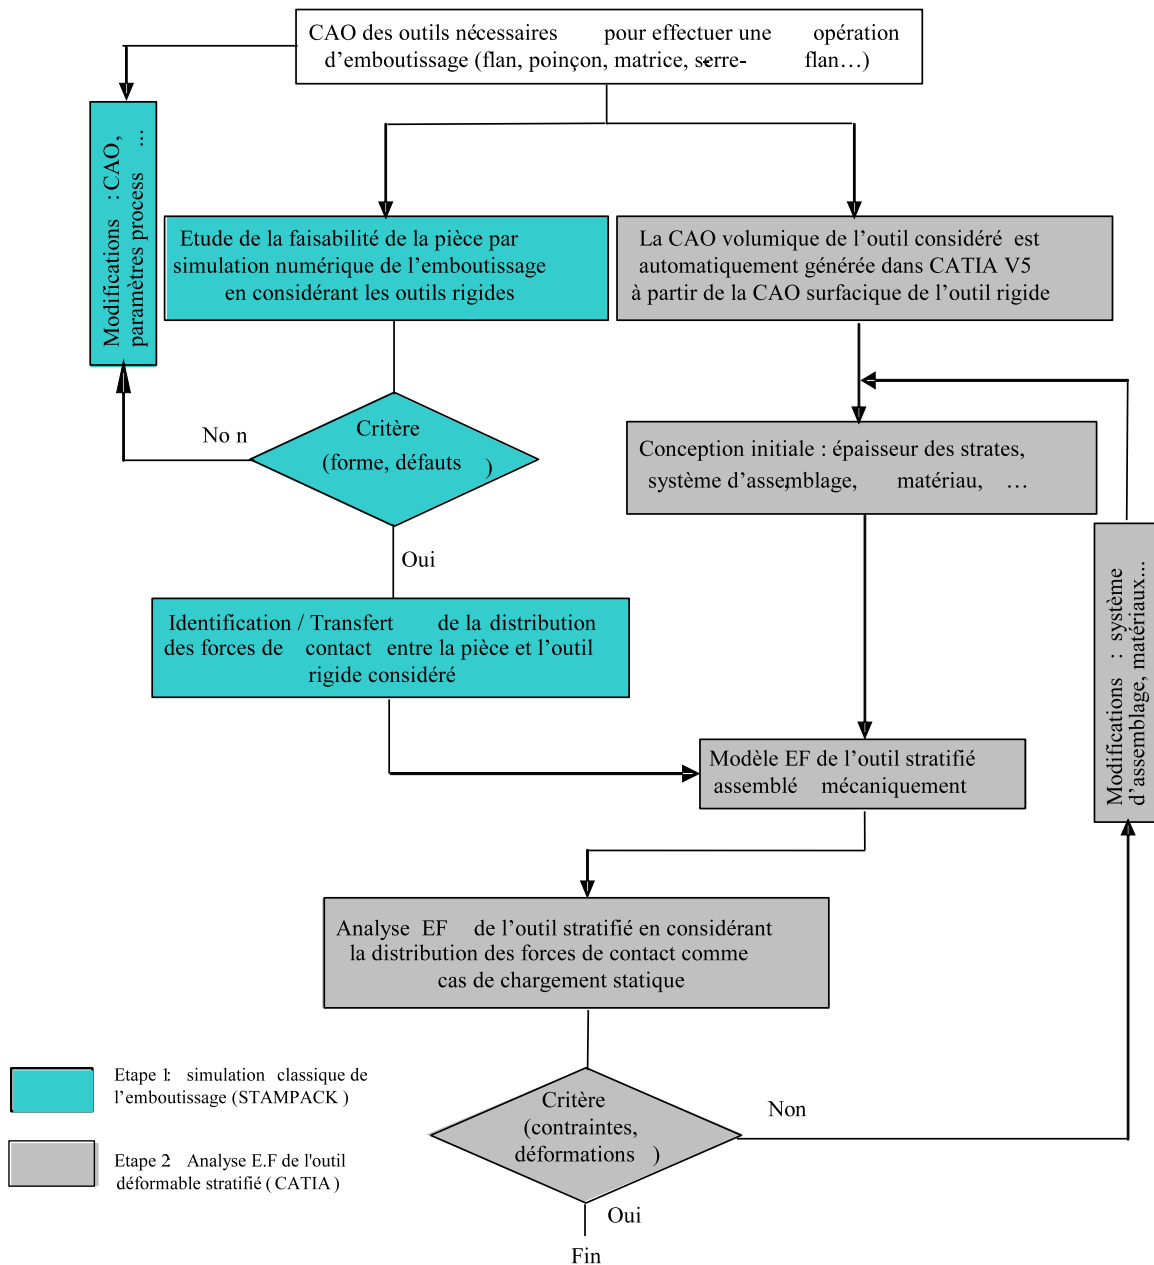 CAO des outils nécessaires pour effectuer une opération
d’emboutissage (flan, poinçon, matrice, serre- flan…)
Modifications : CAO,
paramètres process ...
Etude de la faisabilité de la pièce par
simulation numérique de l’emboutissage
en considérant les outils rigides
La CAO volumique de l’outil considéré est
automatiquement générée dans CATIA V5
à partir de la CAO surfacique de l’outil rigide
No n
Critère
(forme, défauts )
Oui
Conception initiale : épaisseur des strates,
système d’assemblage, matériau, …
Identification / Transfert de la distribution
des forces de contact entre la pièce et l’outil
rigide considéré
Modifications : système
d’assemblage, matériaux...
Modèle EF de l’outil stratifié
assemblé mécaniquement
Analyse EF de l’outil stratifié en considérant
la distribution des forces de contact comme
cas de chargement statique
Critère
(contraintes,
déformations )
Non
Oui
Fin
Etape 1: simulation classique de
l’emboutissage (STAMPACK )
Etape 2: Analyse E.F de l'outil
déformable stratifié ( CATIA )